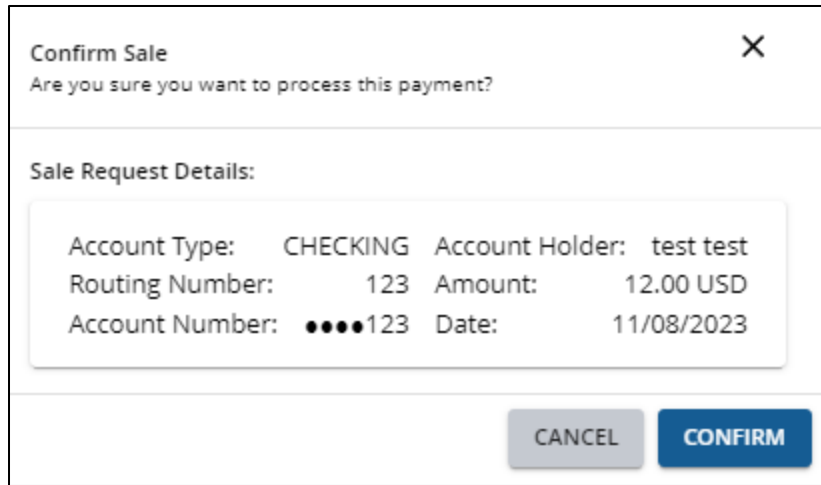 Confirm Sale
Are you sure you want to process this payment?
Sale Request Details:
Account Type: CHECKING Account Holder: test test
Routing Number: 123 Amount: 12.00 USD
Account Number: ●●●●123 Date: 11/08/2023
CANCEL CONFIRM